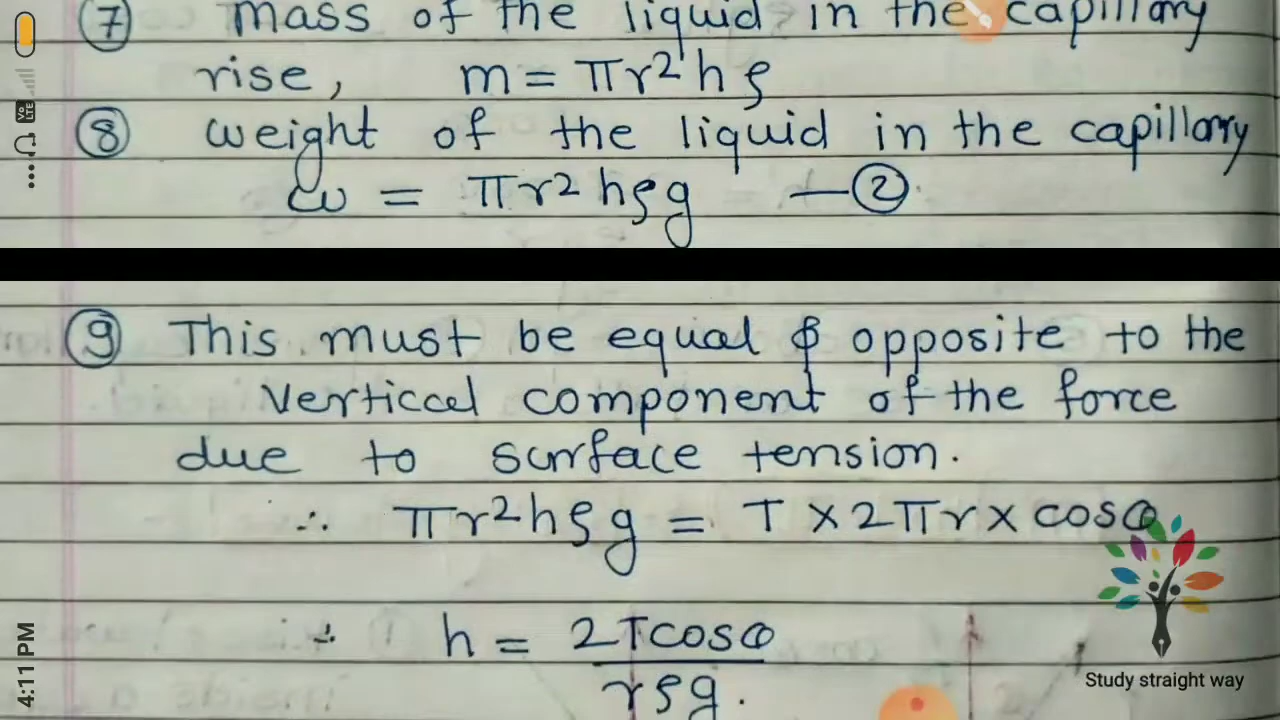 ⑦ Mass of the liquid in the capillary
rise, m = πr²hρ
⑧ weight of the liquid in the capillary
ω = πr²hρg —②
⑨ This must be equal & opposite to the
vertical component of the force
due to surface tension.
∴ πr²hρg = T × 2πr × cosθ
∴ h = 2Tcosθ
rρg.
Study straight way
4:11 PM
Vo LTE